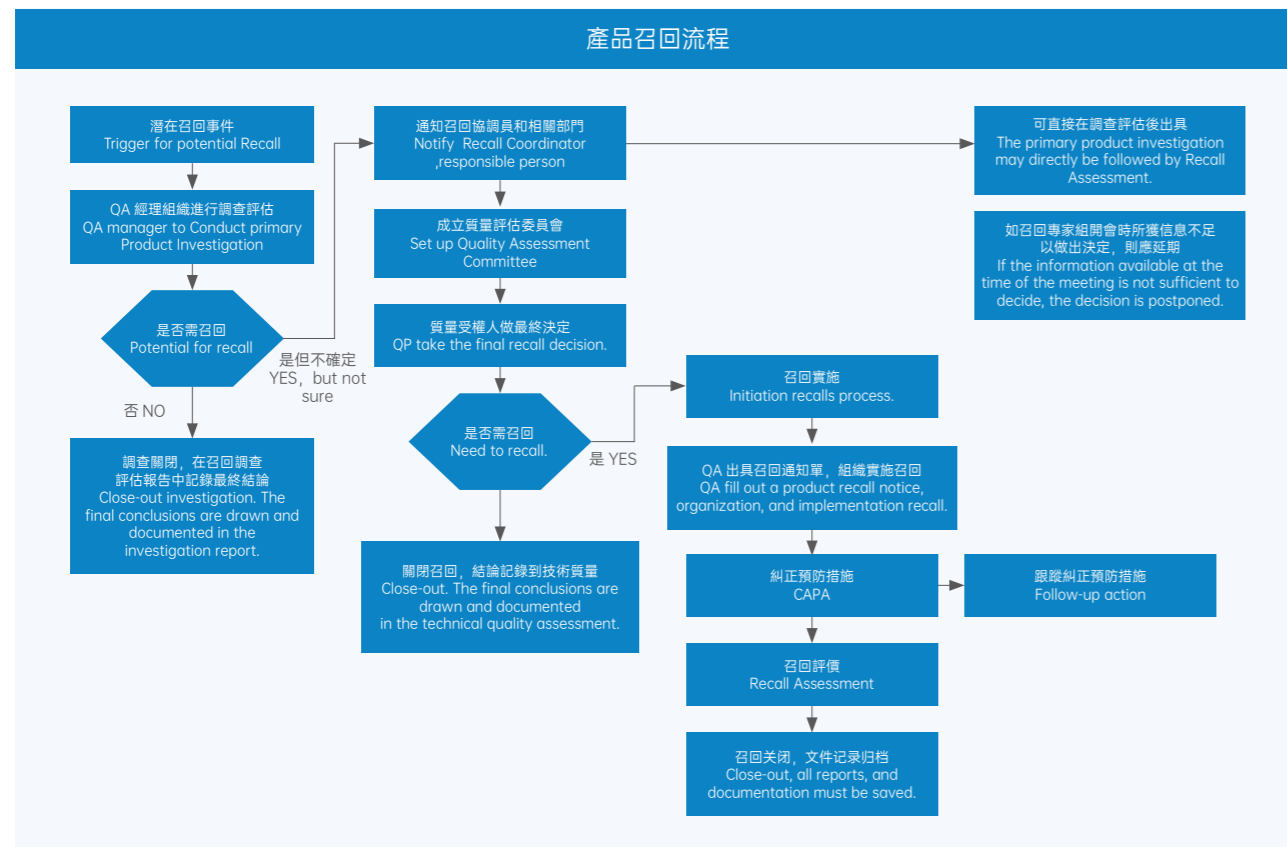 產品召回流程
潛在召回事件
Trigger for potential Recall
QA 經理組織進行調查評估
QA manager to Conduct primary
Product Investigation
是否需召回
Potential for recall
是但不確定
YES，but not
sure
否 NO
調查關閉，在召回調查
評估報告中記錄最終結論
Close-out investigation. The
final conclusions are drawn and
documented in the
investigation report.
通知召回協調員和相關部門
Notify Recall Coordinator
,responsible person
成立質量評估委員會
Set up Quality Assessment
Committee
質量受權人做最終決定
QP take the final recall decision.
是否需召回
Need to recall.
是 YES
關閉召回，結論記錄到技術質量
Close-out. The final conclusions are
drawn and documented
in the technical quality assessment.
可直接在調查評估後出具
The primary product investigation
may directly be followed by Recall
Assessment.
如召回專家組開會時所獲信息不足
以做出決定，則應延期
If the information available at the
time of the meeting is not sufficient to
decide, the decision is postponed.
召回實施
Initiation recalls process.
QA 出具召回通知單，組織實施召回
QA fill out a product recall notice,
organization, and implementation recall.
糾正預防措施
CAPA
跟蹤糾正預防措施
Follow-up action
召回評價
Recall Assessment
召回关闭，文件记录归档
Close-out, all reports, and
documentation must be saved.